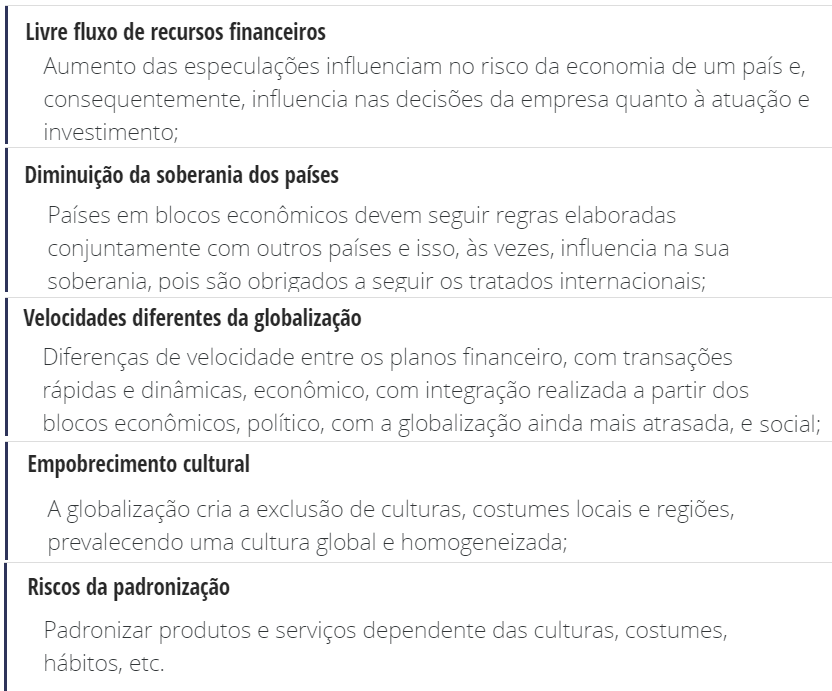 Livre fluxo de recursos financeiros
Aumento das especulações influenciam no risco da economia de um país e,
consequentemente, influencia nas decisões da empresa quanto à atuação e
investimento;
Diminuição da soberania dos países
Países em blocos econômicos devem seguir regras elaboradas
conjuntamente com outros países e isso, às vezes, influencia na sua
soberania, pois são obrigados a seguir os tratados internacionais;
Velocidades diferentes da globalização
Diferenças de velocidade entre os planos financeiro, com transações
rápidas e dinâmicas, econômico, com integração realizada a partir dos
blocos econômicos, político, com a globalização ainda mais atrasada, e social;
Empobrecimento cultural
A globalização cria a exclusão de culturas, costumes locais e regiões,
prevalecendo uma cultura global e homogeneizada;
Riscos da padronização
Padronizar produtos e serviços dependente das culturas, costumes,
hábitos, etc.